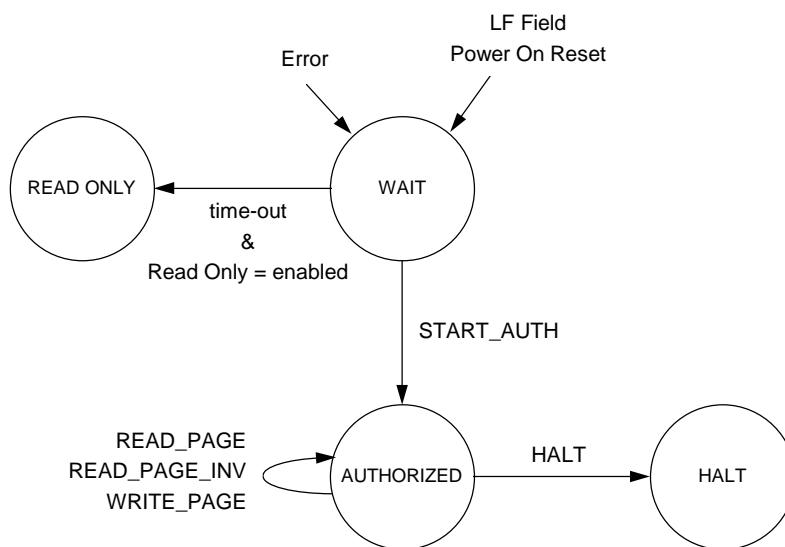 LF Field
Power On Reset
Error
READ ONLY
WAIT
time-out
&
Read Only = enabled
START_AUTH
READ_PAGE
READ_PAGE_INV
WRITE_PAGE
AUTHORIZED
HALT
HALT